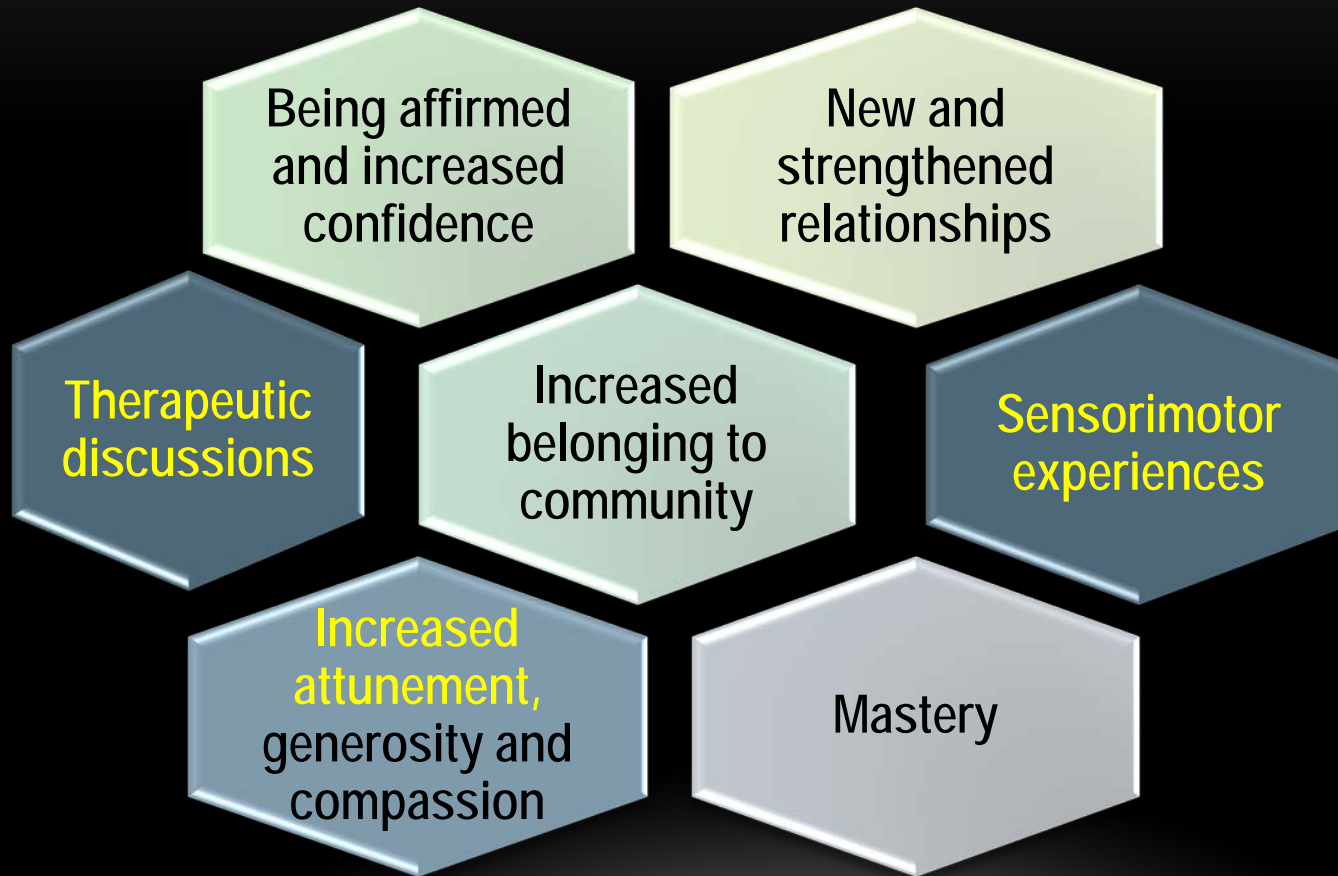 Being affirmed
and increased
confidence
New and
strengthened
relationships
Therapeutic
discussions
Increased
belonging to
community
Sensorimotor
experiences
Increased
attunement,
generosity and
compassion
Mastery